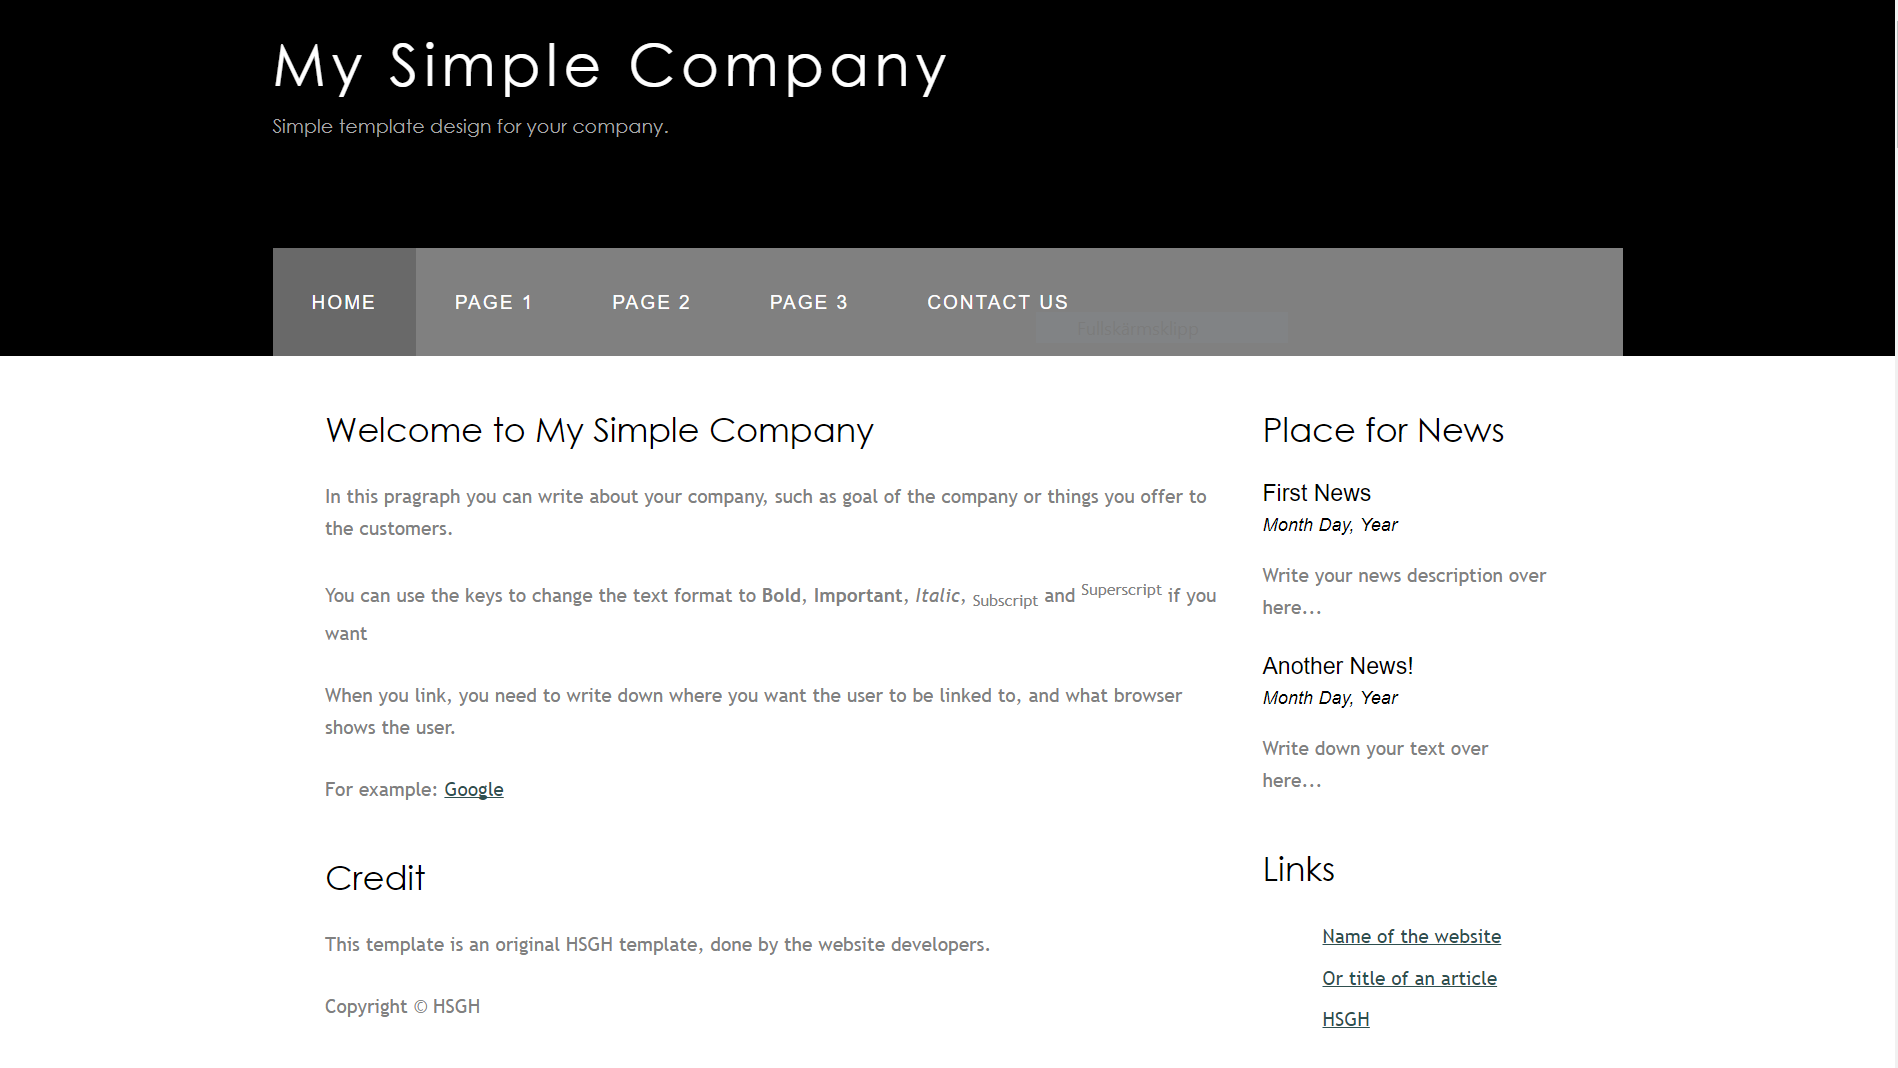 My Simple Company
Simple template design for your company.
HOME PAGE 1 PAGE 2 PAGE 3 CONTACT US
Fullskärmsklipp
Welcome to My Simple Company
In this pragraph you can write about your company, such as goal of the company or things you offer to
the customers.
You can use the keys to change the text format to Bold, Important, Italic, Subscript and Superscript if you
want
When you link, you need to write down where you want the user to be linked to, and what browser
shows the user.
For example: Google
Credit
This template is an original HSGH template, done by the website developers.
Copyright © HSGH
Place for News
First News
Month Day, Year
Write your news description over
here...
Another News!
Month Day, Year
Write down your text over
here...
Links
Name of the website
Or title of an article
HSGH